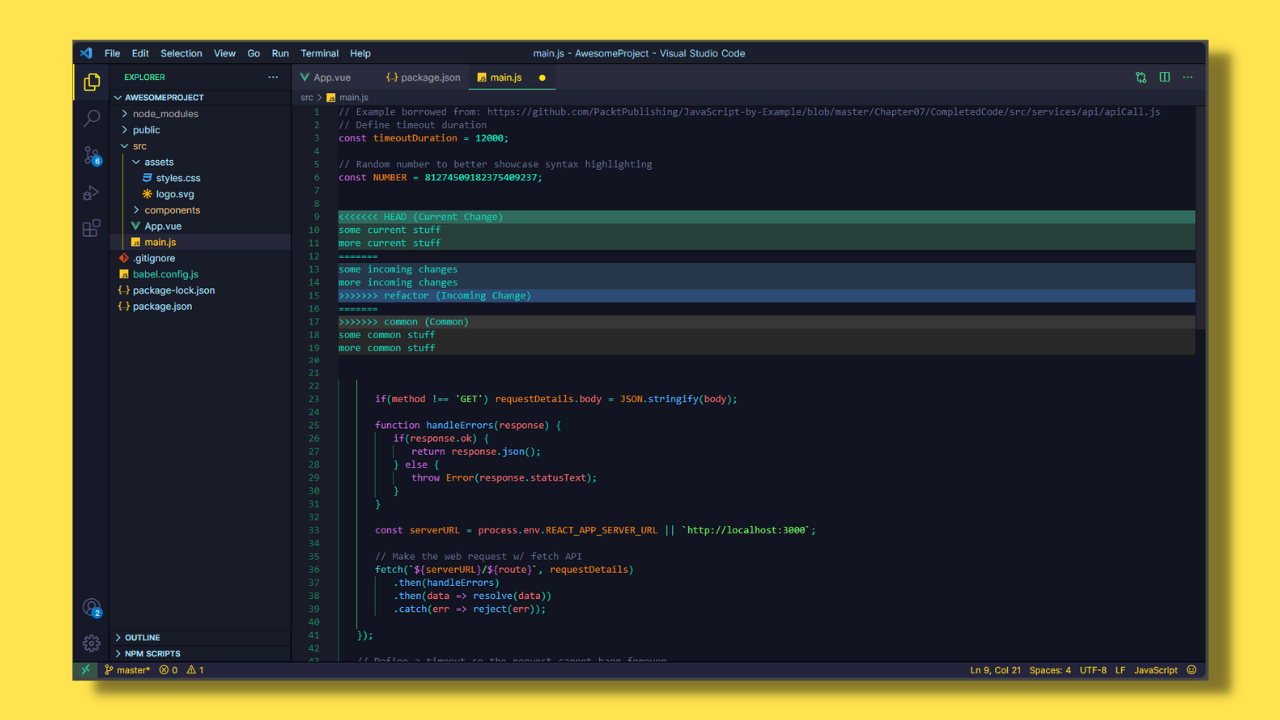 File Edit Selection View Go Run Terminal Help
main.js - AwesomeProject - Visual Studio Code
EXPLORER
AWESOMEPROJECT
node_modules
public
src
assets
styles.css
logo.svg
components
App.vue
main.js
.gitignore
babel.config.js
package-lock.json
package.json
OUTLINE
NPM SCRIPTS
6
2
App.vue package.json main.js
src > main.js
1 // Example borrowed from: https://github.com/PacktPublishing/JavaScript-by-Example/blob/master/Chapter07/CompletedCode/src/services/api/apiCall.js
2 // Define timeout duration
3 const timeoutDuration = 12000;
4
5 // Random number to better showcase syntax highlighting
6 const NUMBER = 81274509182375409237;
7
8
9 <<<<<<< HEAD (Current Change)
10 some current stuff
11 more current stuff
12 =======
13 some incoming changes
14 more incoming changes
15 >>>>>>> refactor (Incoming Change)
16 =======
17 >>>>>>> common (Common)
18 some common stuff
19 more common stuff
20
21
22
23 if(method !== 'GET') requestDetails.body = JSON.stringify(body);
24
25 function handleErrors(response) {
26 if(response.ok) {
27 return response.json();
28 } else {
29 throw Error(response.statusText);
30 }
31 }
32
33 const serverURL = process.env.REACT_APP_SERVER_URL || `http://localhost:3000`;
34
35 // Make the web request w/ fetch API
36 fetch(`${serverURL}/${route}`, requestDetails)
37 .then(handleErrors)
38 .then(data => resolve(data))
39 .catch(err => reject(err));
40
41 });
42
43 // Define a timeout so the request cannot hang forever
master* 0 1
Ln 9, Col 21 Spaces: 4 UTF-8 LF JavaScript